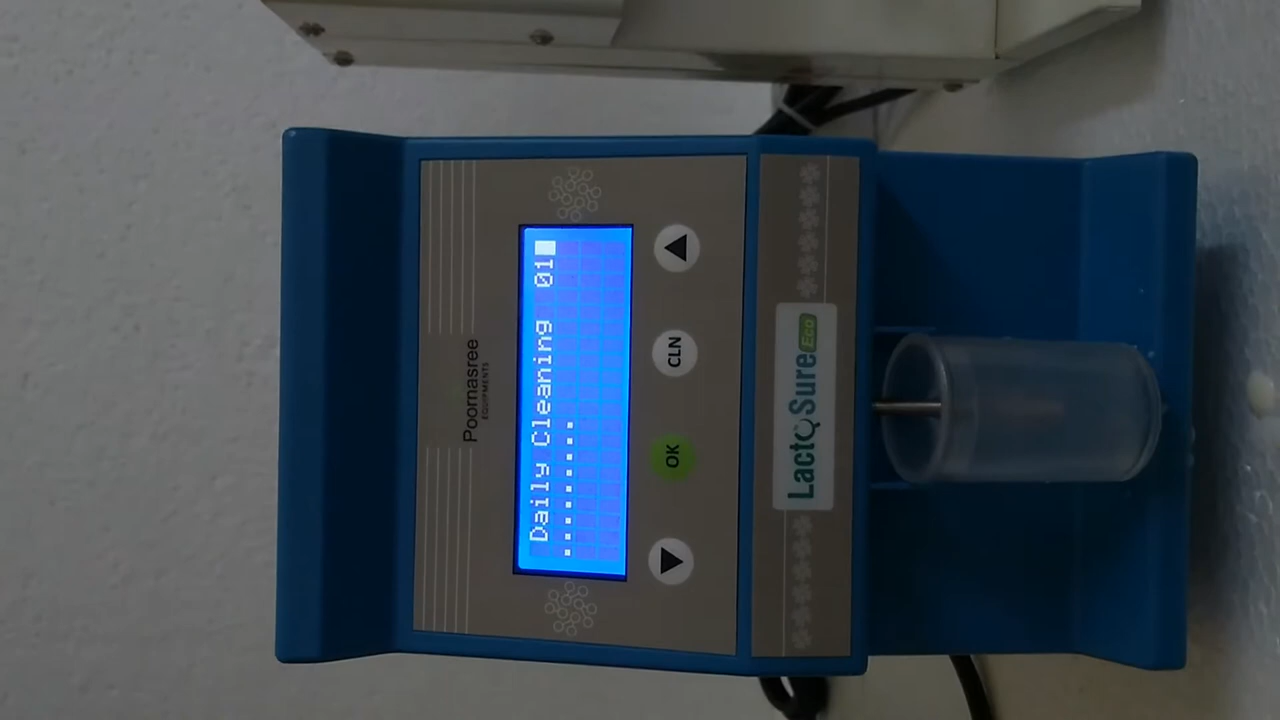 Poornasree
EQUIPMENTS
Daily Cleaning 01
........
OK
CLN
LactoSure Eco